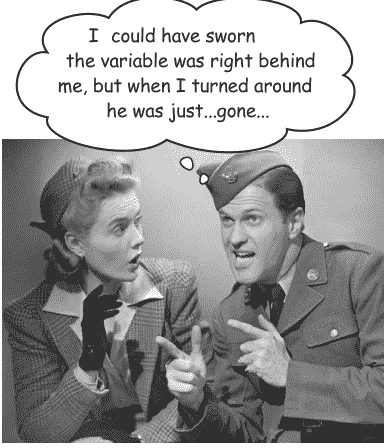 I could have sworn
the variable was right behind
me, but when I turned around
he was just...gone...